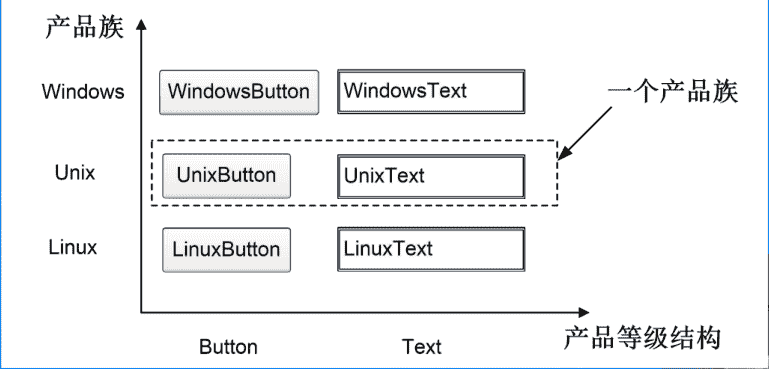 产品族
Windows WindowsButton WindowsText 一个产品族
Unix UnixButton UnixText
Linux LinuxButton LinuxText
产品等级结构
Button Text